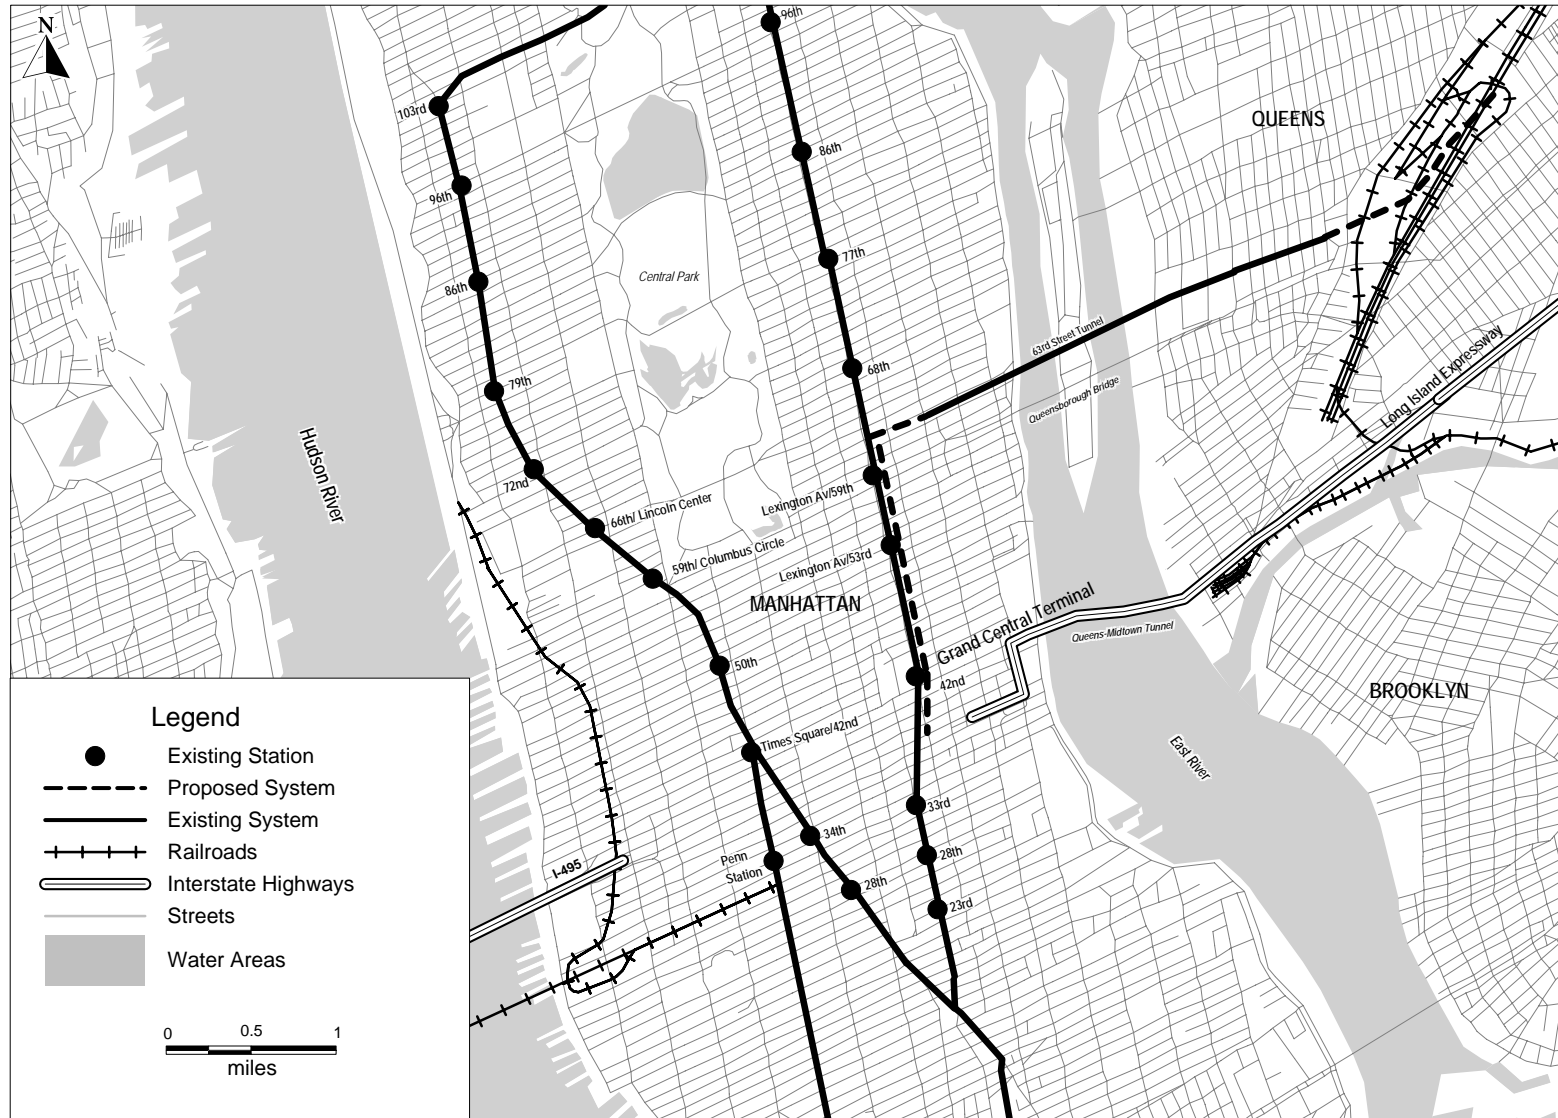 N
96th
103rd
QUEENS
86th
96th
77th
Central Park
86th
63rd Street Tunnel
68th
Long Island Expressway
79th
Queensborough Bridge
Hudson River
72nd
Lexington Av/59th
66th/ Lincoln Center
59th/ Columbus Circle
Lexington Av/53rd
MANHATTAN
Grand Central Terminal
Queens-Midtown Tunnel
50th
42nd
BROOKLYN
Times Square/42nd
East River
33rd
34th
Penn
Station
28th
28th
23rd
I-495
Legend
Existing Station
Proposed System
Existing System
Railroads
Interstate Highways
Streets
Water Areas
0 0.5 1
miles